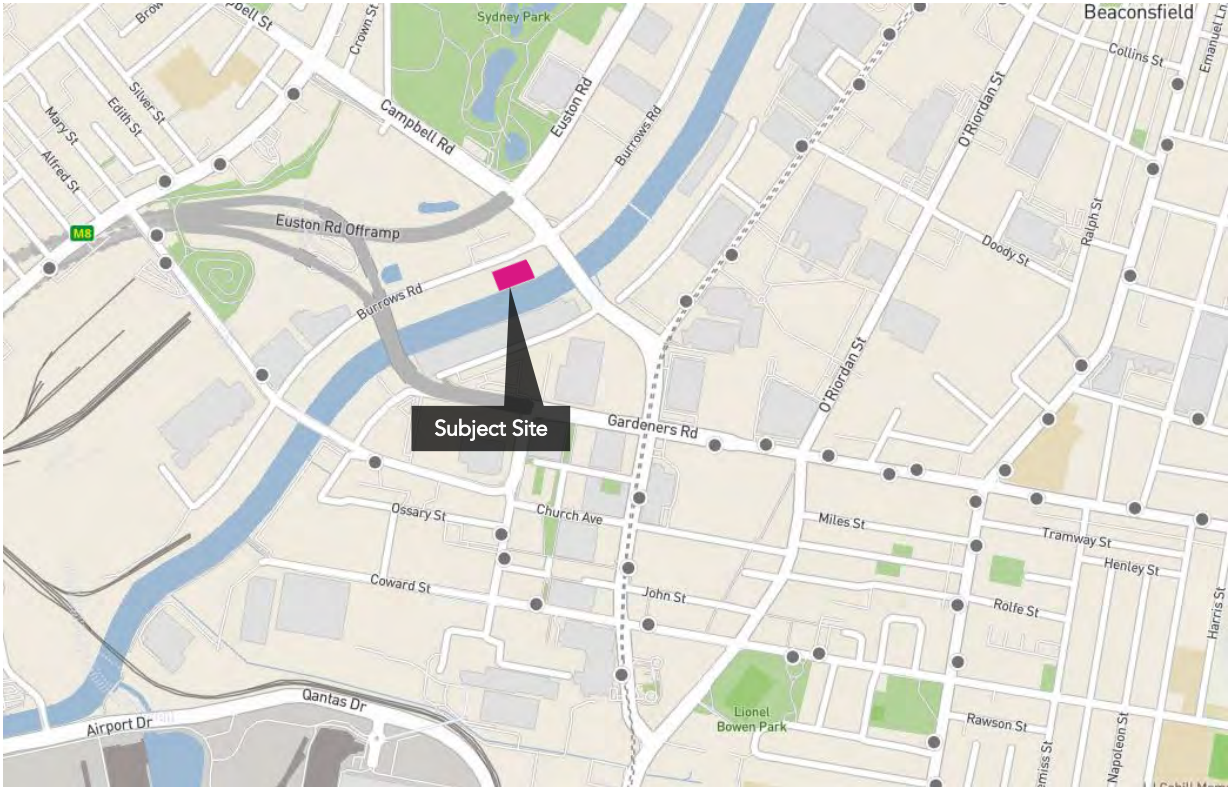 Sydney Park
Beaconsfield
Crown St
Collins St
Silver St
Edith St
Mary St
Alfred St
Campbell Rd
Euston Rd
Burrows Rd
O'Riordan St
Ralph St
Doody St
Euston Rd Offramp
M8
Burrows Rd
O'Riordan St
Subject Site
Gardeners Rd
Ossary St
Church Ave
Miles St
Tramway St
Henley St
Coward St
John St
Rolfe St
Harris St
Lionel
Bowen Park
Rawson St
Napoleon St
Qantas Dr
Airport Dr